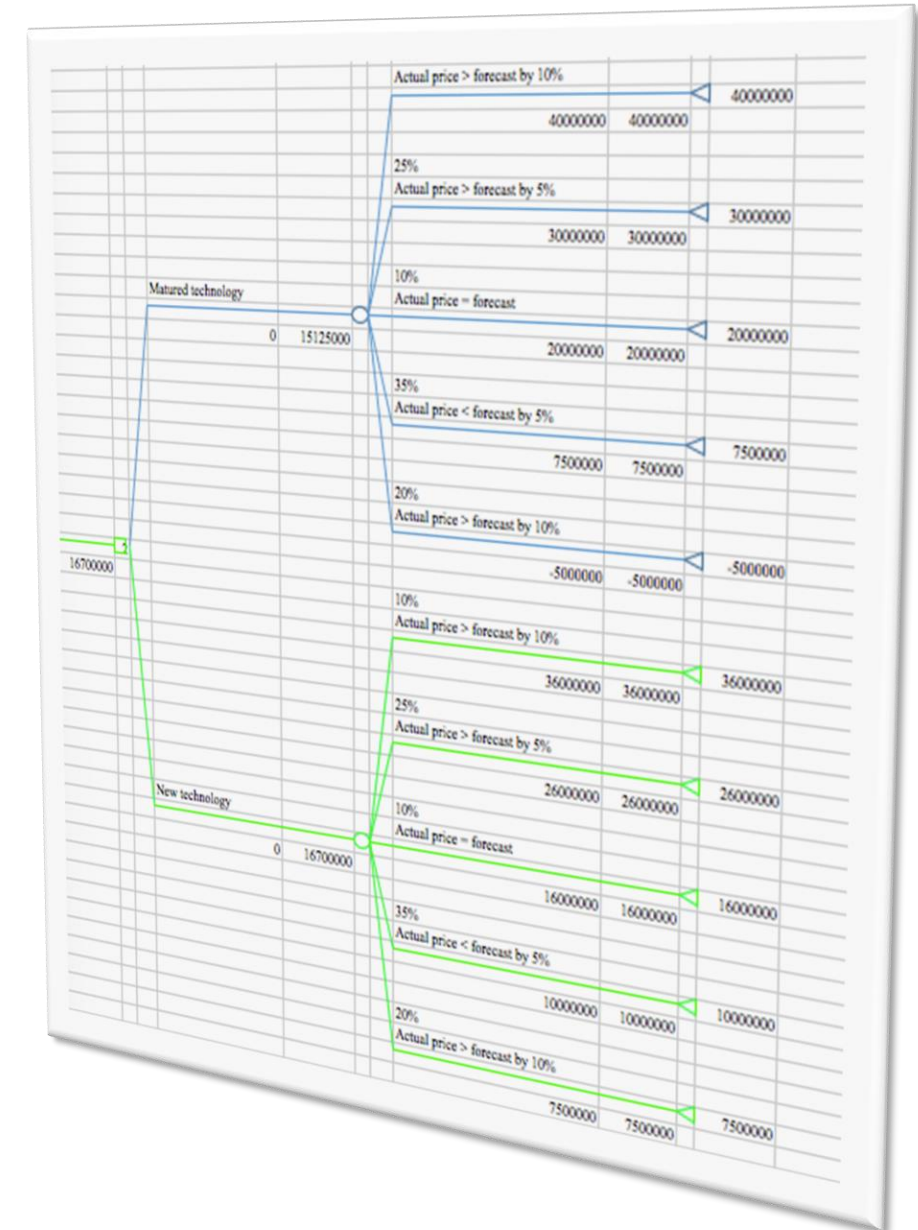 Actual price > forecast by 10%
40000000
40000000 40000000
25%
Actual price > forecast by 5%
30000000
30000000 30000000
Matured technology
0 15125000
10%
Actual price = forecast
20000000
20000000 20000000
35%
Actual price < forecast by 5%
7500000
7500000 7500000
20%
Actual price > forecast by 10%
-5000000
-5000000 -5000000
2
16700000
10%
Actual price > forecast by 10%
36000000
36000000 36000000
25%
Actual price > forecast by 5%
26000000
26000000 26000000
New technology
0 16700000
10%
Actual price = forecast
16000000
16000000 16000000
35%
Actual price < forecast by 5%
10000000
10000000 10000000
20%
Actual price > forecast by 10%
7500000
7500000 7500000